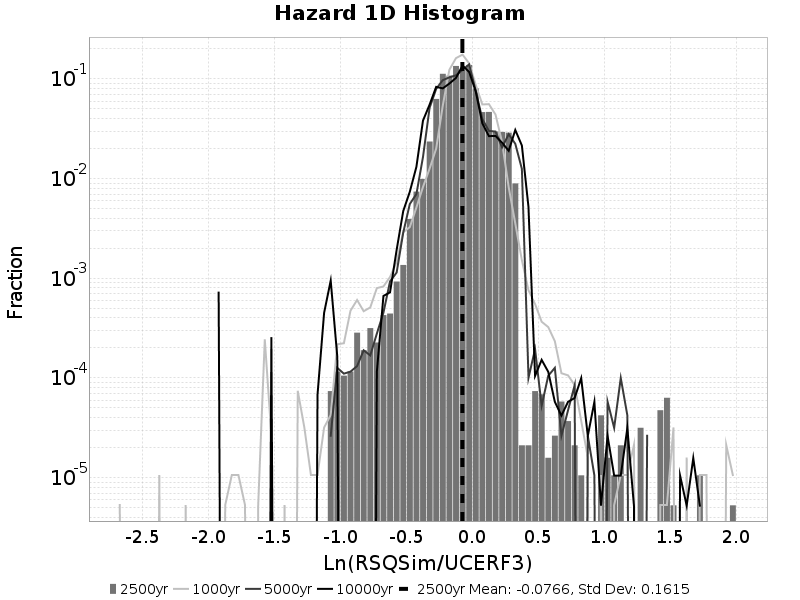 Hazard 1D Histogram
Fraction
10-1
10-2
10-3
10-4
10-5
-2.5 -2.0 -1.5 -1.0 -0.5 0.0 0.5 1.0 1.5 2.0
Ln(RSQSim/UCERF3)
2500yr 1000yr 5000yr 10000yr 2500yr Mean: -0.0766, Std Dev: 0.1615